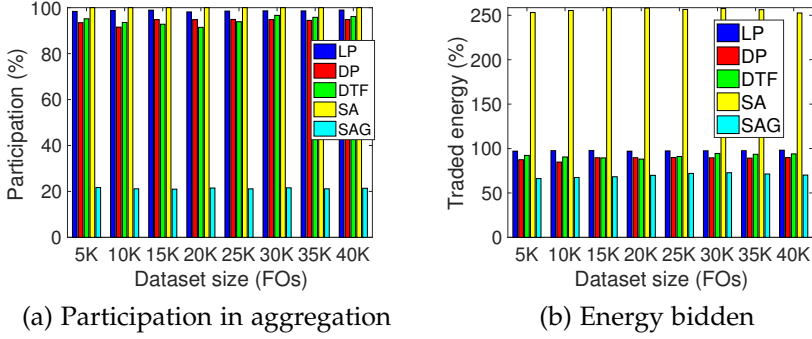 100
80
60
40
20
0
Participation (%)
LP
DP
DTF
SA
SAG
5K 10K 15K 20K 25K 30K 35K 40K
Dataset size (FOs)
(a) Participation in aggregation
250
200
150
100
50
0
Traded energy (%)
LP
DP
DTF
SA
SAG
5K 10K 15K 20K 25K 30K 35K 40K
Dataset size (FOs)
(b) Energy bidden